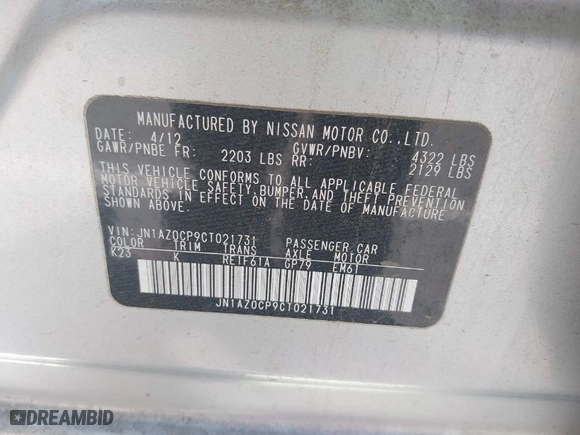 MANUFACTURED BY NISSAN MOTOR CO.,LTD.
DATE: 4/12 GVWR/PNBV: 4322 LBS
GAWR/PNBE FR: 2203 LBS RR: 2129 LBS
THIS VEHICLE CONFORMS TO ALL APPLICABLE FEDERAL
MOTOR VEHICLE SAFETY, BUMPER, AND THEFT PREVENTION
STANDARDS IN EFFECT ON THE DATE OF MANUFACTURE
SHOWN ABOVE.
VIN: JN1AZ0CP9CT021731 PASSENGER CAR
COLOR TRIM TRANS AXLE MOTOR
K23 K RE1F61A GP79 EM61
JN1AZ0CP9CT021731
DREAMBID